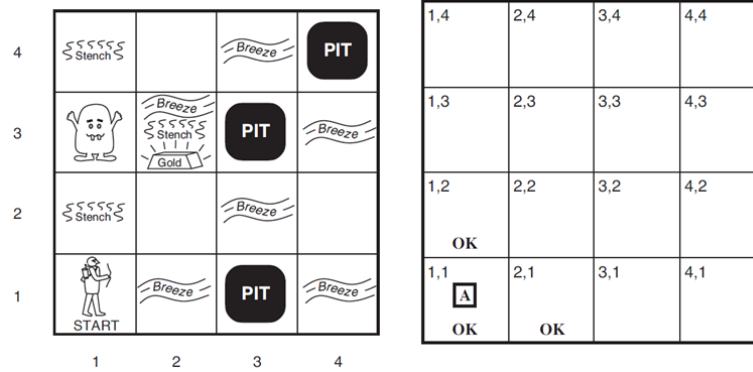 4
Stench
Breeze
PIT
3
Breeze
Stench
Gold
PIT
Breeze
2
Stench
Breeze
1
START
Breeze
PIT
Breeze
1 2 3 4
1,4 2,4 3,4 4,4
1,3 2,3 3,3 4,3
1,2 2,2 3,2 4,2
OK
1,1 2,1 3,1 4,1
A
OK OK